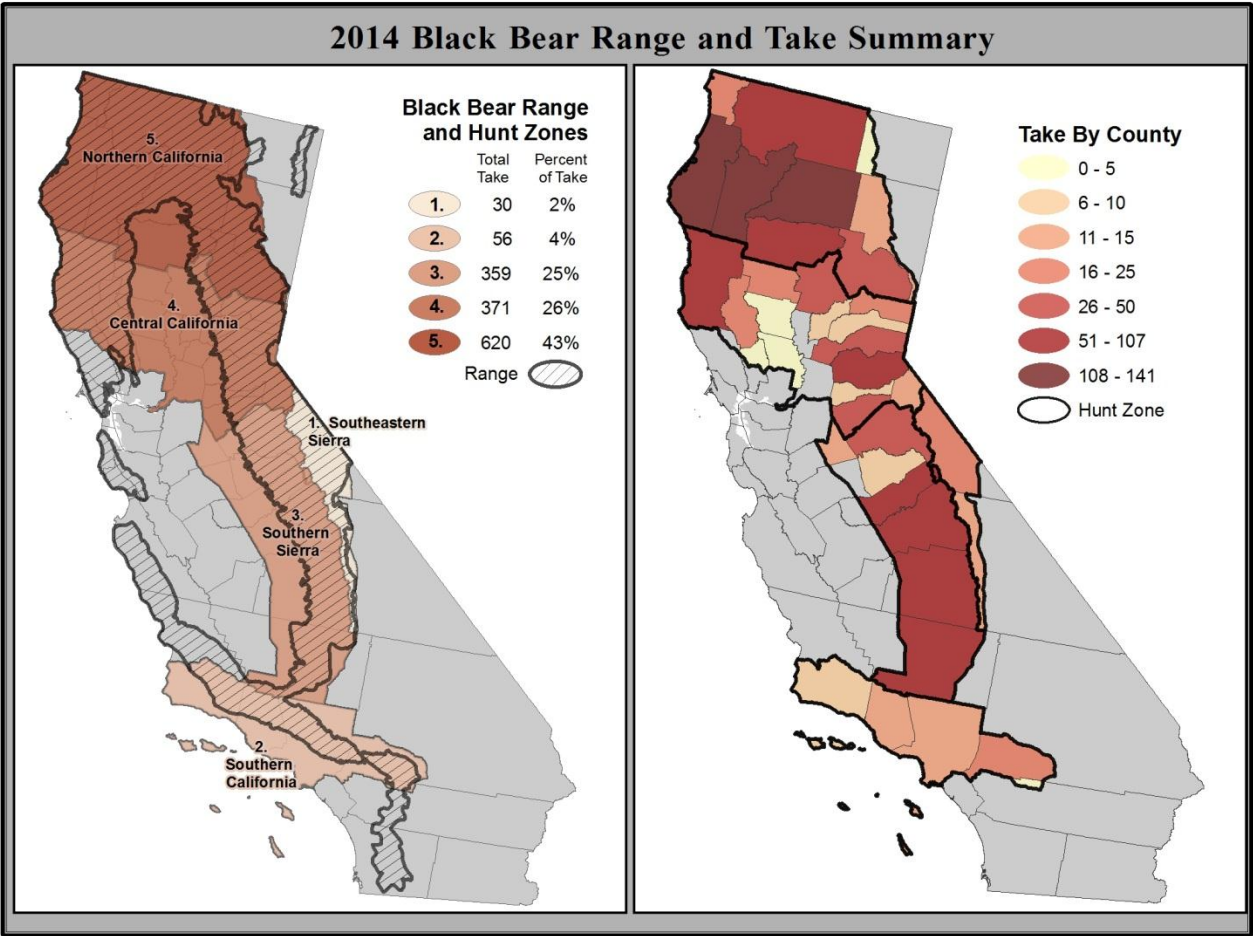 2014 Black Bear Range and Take Summary
Black Bear Range
and Hunt Zones
Total Percent
Take of Take
1. 30 2%
2. 56 4%
3. 359 25%
4. 371 26%
5. 620 43%
Range
5.
Northern California
4.
Central California
1. Southeastern
Sierra
3.
Southern
Sierra
2.
Southern
California
Take By County
0 - 5
6 - 10
11 - 15
16 - 25
26 - 50
51 - 107
108 - 141
Hunt Zone